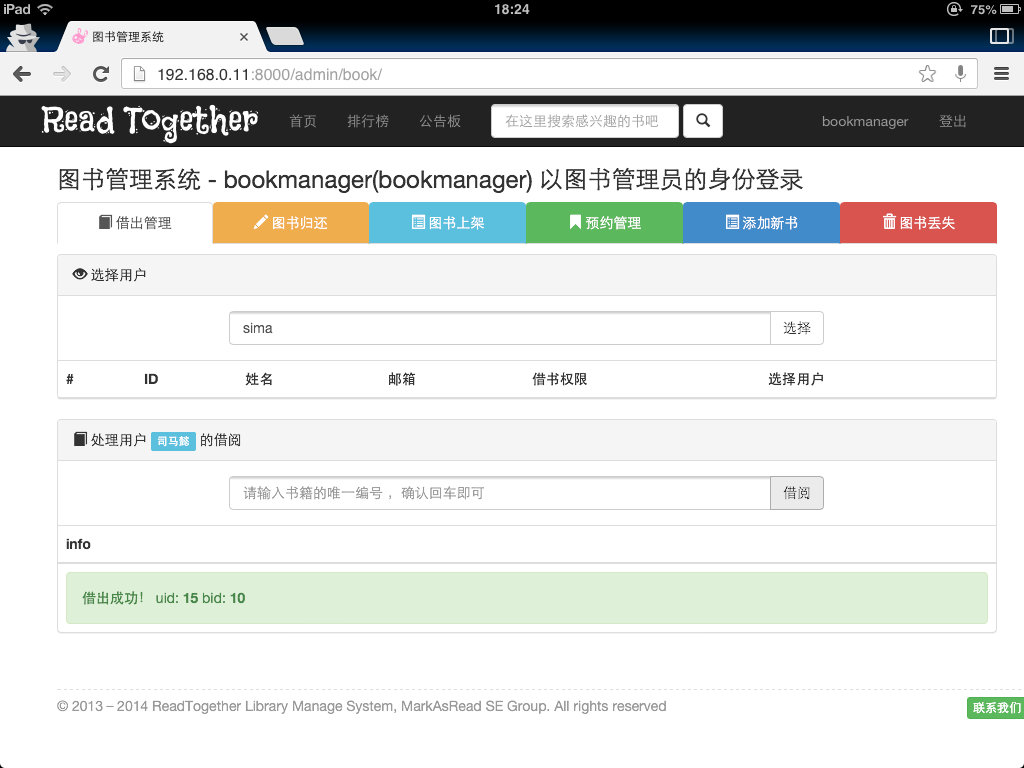 iPad 18:24 75%
图书管理系统
192.168.0.11:8000/admin/book/
Read Together 首页 排行榜 公告板 在这里搜索感兴趣的书吧 bookmanager 登出
图书管理系统 - bookmanager(bookmanager) 以图书管理员的身份登录
借出管理 图书归还 图书上架 预约管理 添加新书 图书丢失
选择用户
sima 选择
# ID 姓名 邮箱 借书权限 选择用户
处理用户 司马懿 的借阅
请输入书籍的唯一编号，确认回车即可 借阅
info
借出成功！ uid: 15 bid: 10
© 2013 – 2014 ReadTogether Library Manage System, MarkAsRead SE Group. All rights reserved
联系我们